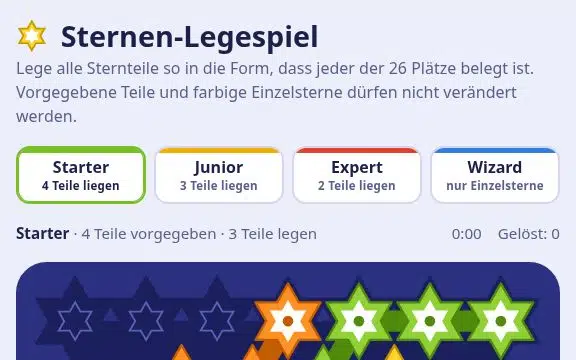 Sternen-Legespiel
Lege alle Sternteile so in die Form, dass jeder der 26 Plätze belegt ist.
Vorgegebene Teile und farbige Einzelsterne dürfen nicht verändert
werden.
Starter
4 Teile liegen
Junior
3 Teile liegen
Expert
2 Teile liegen
Wizard
nur Einzelsterne
Starter · 4 Teile vorgegeben · 3 Teile legen
0:00 Gelöst: 0